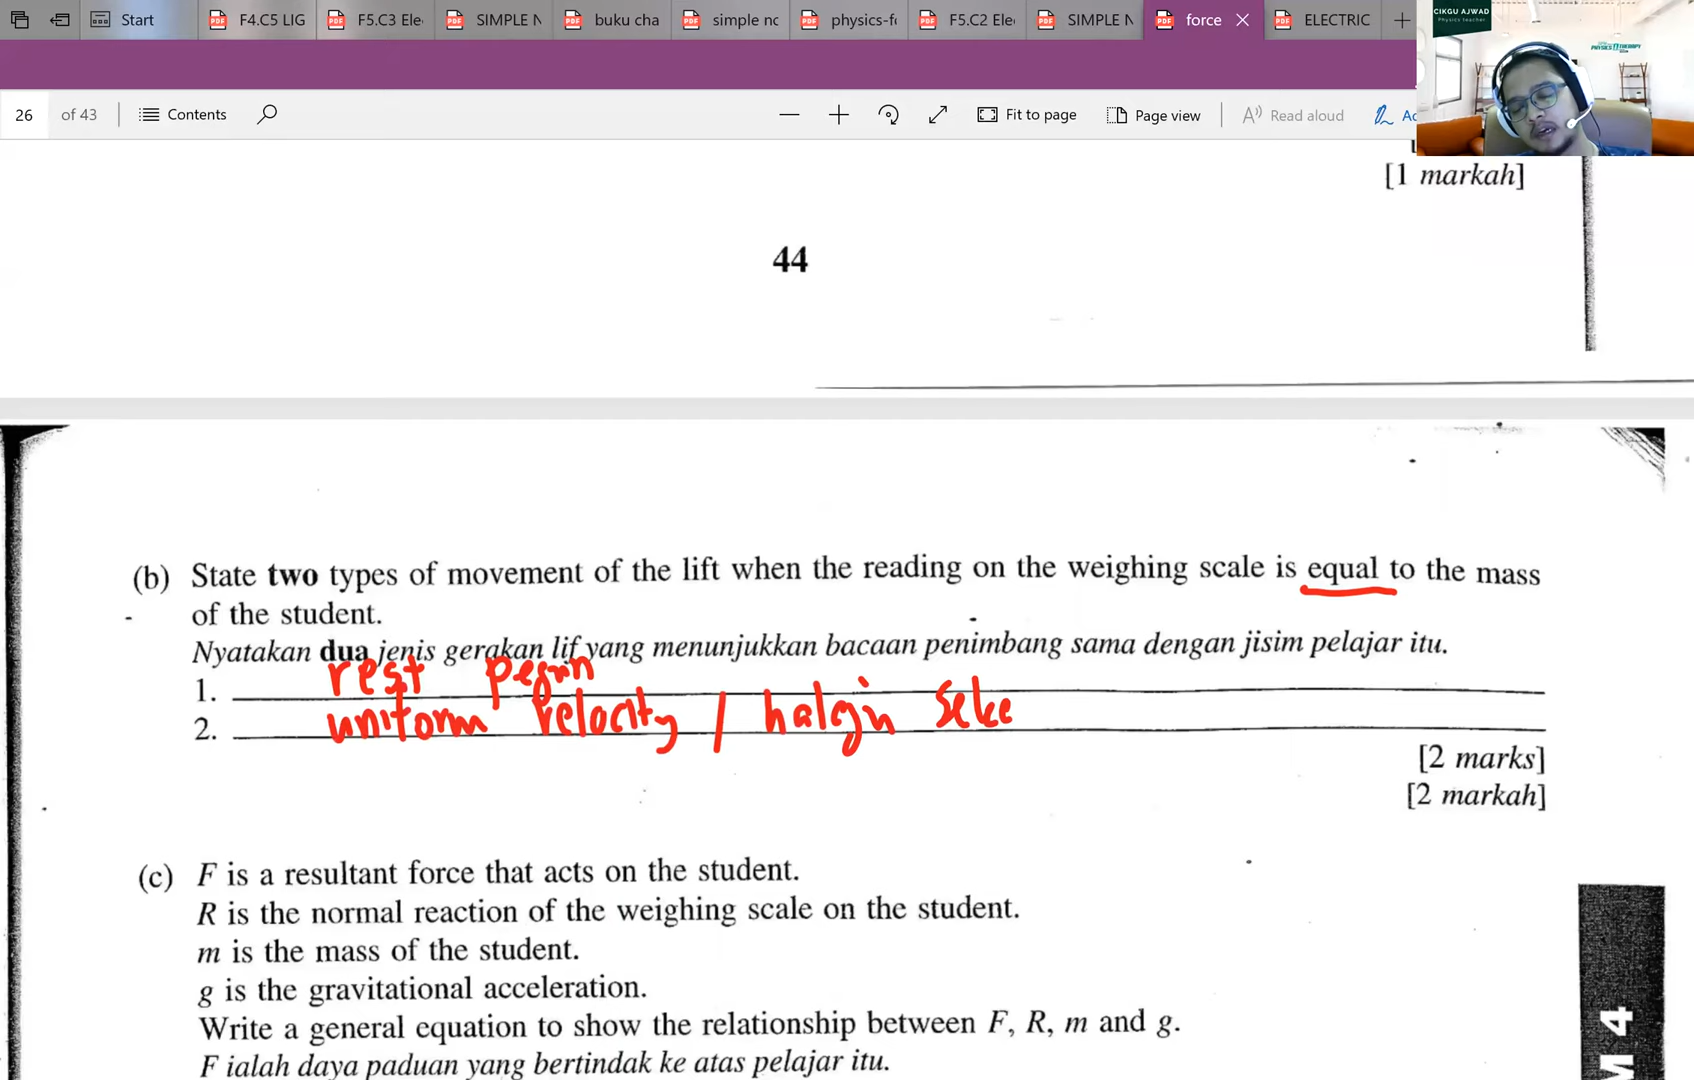 Start
F4.C5 LIG
F5.C3 Ele
SIMPLE N
buku cha
simple nc
physics-f
F5.C2 Ele
SIMPLE N
force
ELECTRIC
CIKGU AJWAD
Physics teacher
26 of 43
Contents
Fit to page
Page view
Read aloud
[1 markah]
44
(b) State two types of movement of the lift when the reading on the weighing scale is equal to the mass
of the student.
Nyatakan dua jenis gerakan lif yang menunjukkan bacaan penimbang sama dengan jisim pelajar itu.
1. rest pegun
2. uniform velocity / halaju seke
[2 marks]
[2 markah]
(c) F is a resultant force that acts on the student.
R is the normal reaction of the weighing scale on the student.
m is the mass of the student.
g is the gravitational acceleration.
Write a general equation to show the relationship between F, R, m and g.
F ialah daya paduan yang bertindak ke atas pelajar itu.
M 4